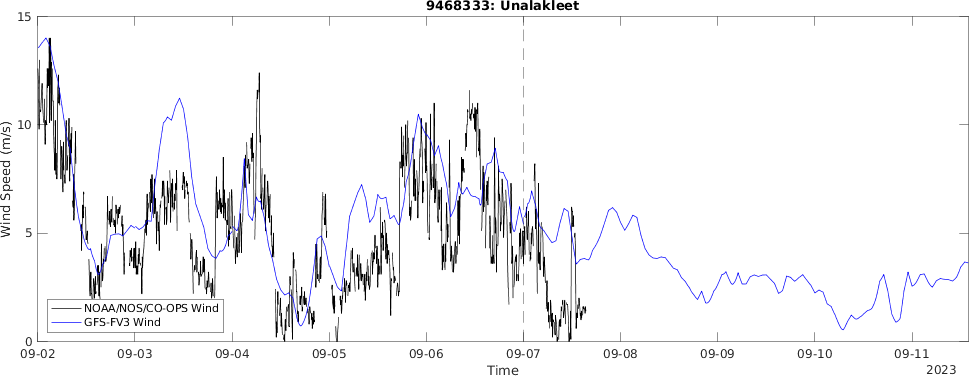 9468333: Unalakleet
15
10
5
0
Wind Speed (m/s)
NOAA/NOS/CO-OPS Wind
GFS-FV3 Wind
09-02 09-03 09-04 09-05 09-06 09-07 09-08 09-09 09-10 09-11
Time
2023